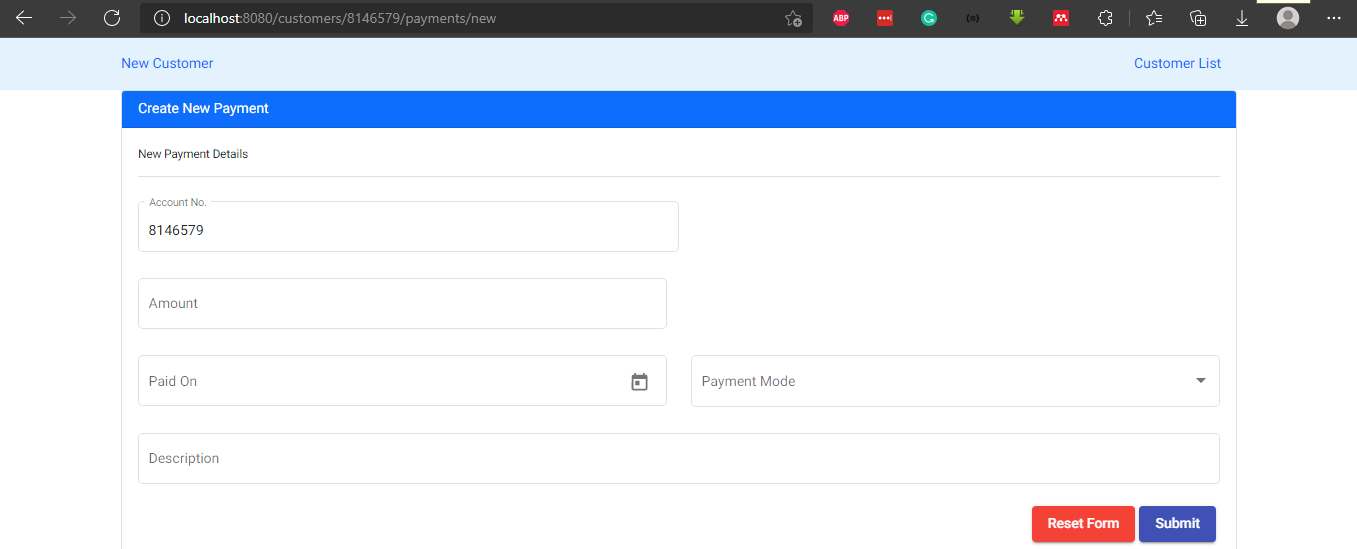 localhost:8080/customers/8146579/payments/new
ABP
New Customer
Customer List
Create New Payment
New Payment Details
Account No.
8146579
Amount
Paid On
Payment Mode
Description
Reset Form
Submit